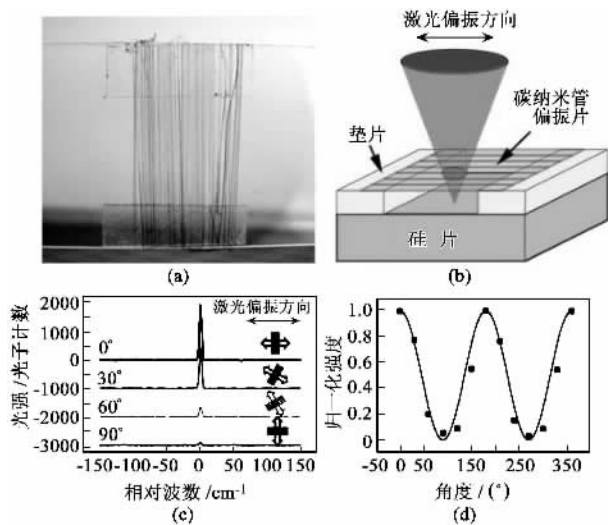 激光偏振方向
碳纳米管
偏振片
垫片
硅 片
(a)
(b)
2000
1000
0
-1000
-2000
-3000
激光偏振方向
0°
30°
60°
90°
-150-100 -50 0 50 100 150
光强 /光子计数
相对波数 /cm⁻¹
(c)
1.0
0.8
0.6
0.4
0.2
0
-50 0 50 150 250 350
归一化强度
角度 / (°)
(d)